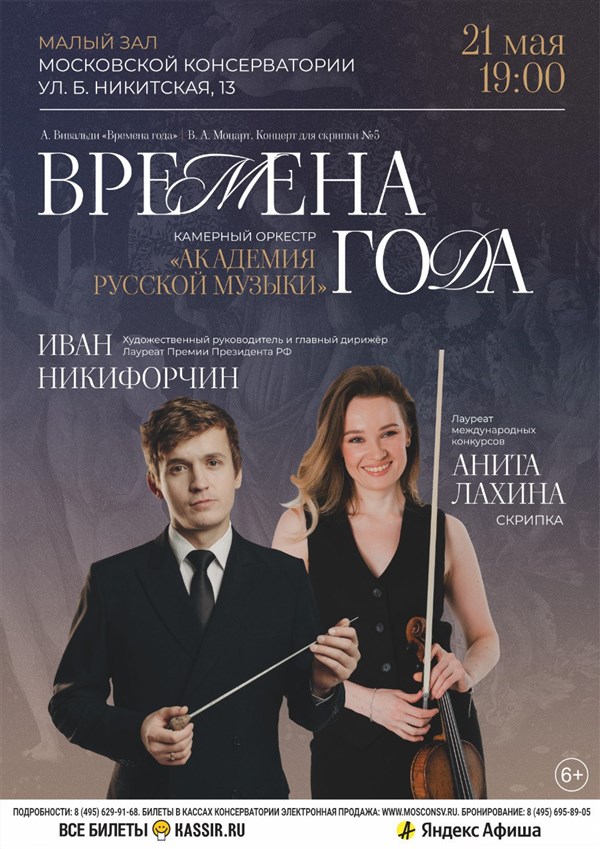 МАЛЫЙ ЗАЛ
МОСКОВСКОЙ КОНСЕРВАТОРИИ
УЛ. Б. НИКИТСКАЯ, 13
21 мая
19:00
А. Вивальди «Времена года» | В. А. Моцарт. Концерт для скрипки №5
ВРЕМЕНА
ГОДА
КАМЕРНЫЙ ОРКЕСТР
«АКАДЕМИЯ
РУССКОЙ МУЗЫКИ»
ИВАН
НИКИФОРЧИН
Художественный руководитель и главный дирижёр
Лауреат Премии Президента РФ
Лауреат
международных
конкурсов
АНИТА
ЛАХИНА
СКРИПКА
6+
ПОДРОБНОСТИ: 8 (495) 629-91-68. БИЛЕТЫ В КАССАХ КОНСЕРВАТОРИИ ЭЛЕКТРОННАЯ ПРОДАЖА: WWW.MOSCONSV.RU. БРОНИРОВАНИЕ: 8 (495) 695-89-05
ВСЕ БИЛЕТЫ KASSIR.RU
Яндекс Афиша